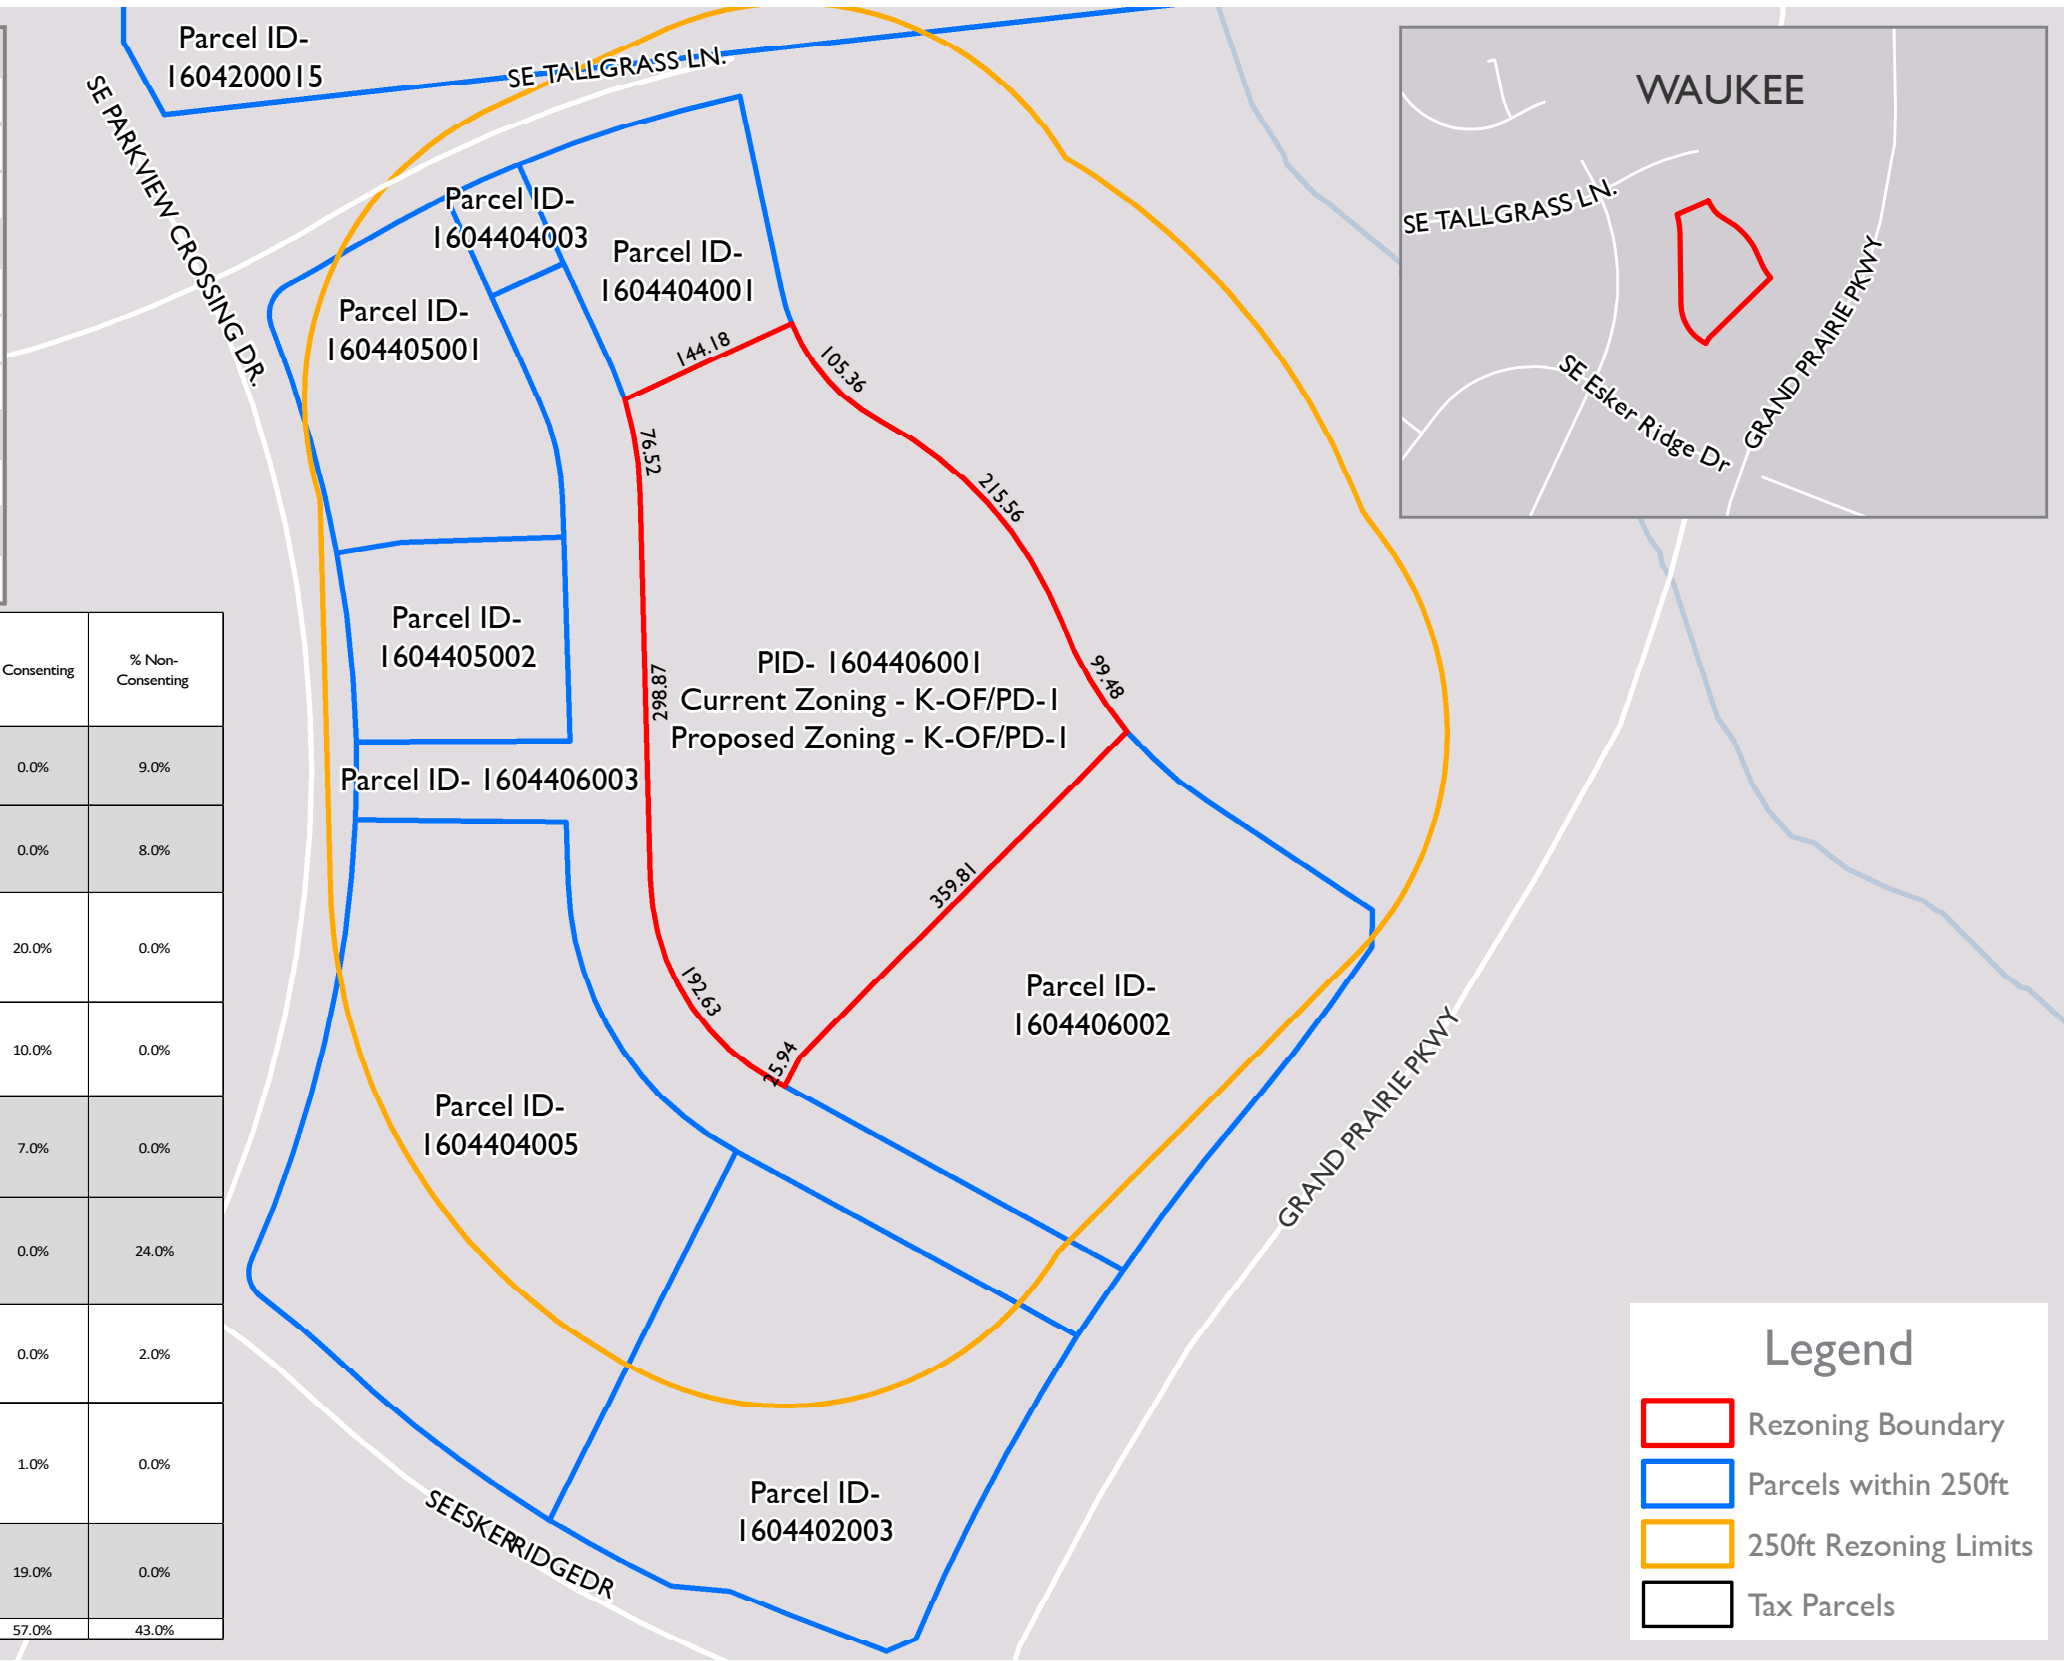 Parcel ID-
1604200015
SE TALLGRASS LN.
SE PARKVIEW CROSSING DR.
Parcel ID-
1604404003
Parcel ID-
1604404001
Parcel ID-
1604405001
144.18
105.36
76.52
215.56
Parcel ID-
1604405002
298.87
PID- 1604406001
Current Zoning - K-OF/PD-1
Proposed Zoning - K-OF/PD-1
99.48
Parcel ID- 1604406003
359.81
192.63
25.94
Parcel ID-
1604406002
Parcel ID-
1604404005
GRAND PRAIRIE PKWY
Parcel ID-
1604402003
SE ESKER RIDGE DR
WAUKEE
SE TALLGRASS LN.
SE Esker Ridge Dr
GRAND PRAIRIE PKWY
Consenting
% Non-
Consenting
0.0% 9.0%
0.0% 8.0%
20.0% 0.0%
10.0% 0.0%
7.0% 0.0%
0.0% 24.0%
0.0% 2.0%
1.0% 0.0%
19.0% 0.0%
57.0% 43.0%
Legend
Rezoning Boundary
Parcels within 250ft
250ft Rezoning Limits
Tax Parcels